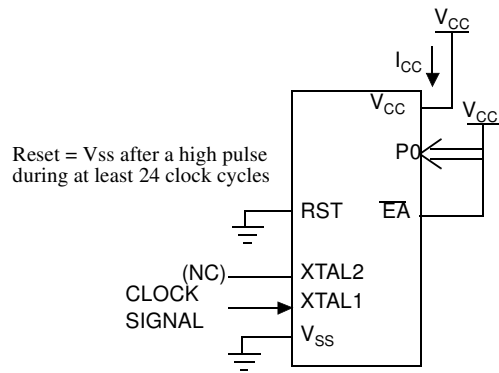 VCC
ICC
VCC
VCC
Reset = Vss after a high pulse
during at least 24 clock cycles
P0
RST
EA
(NC)
XTAL2
CLOCK
SIGNAL
XTAL1
VSS